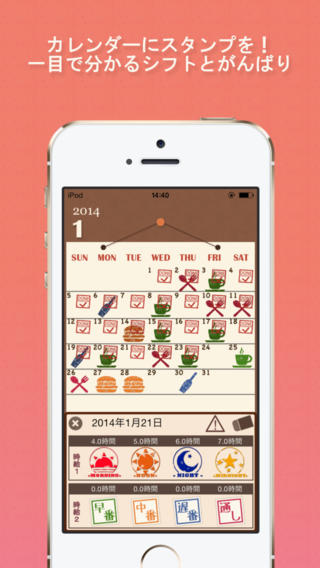 カレンダーにスタンプを！
一目で分かるシフトとがんばり
iPod 14:40
2014
1
SUN MON TUE WED THU FRI SAT
1 2 3 4
5 6 7 8 9 10 11
12 13 14 15 16 17 18
19 20 21 22 23 24 25
26 27 28 29 30 31
2014年1月21日
4.0時間 5.0時間 6.0時間 7.0時間
時給1
MORNING NOON NIGHT MIDNIGHT
0.0時間 0.0時間 0.0時間 0.0時間
時給2
早番 中番 遅番 通し